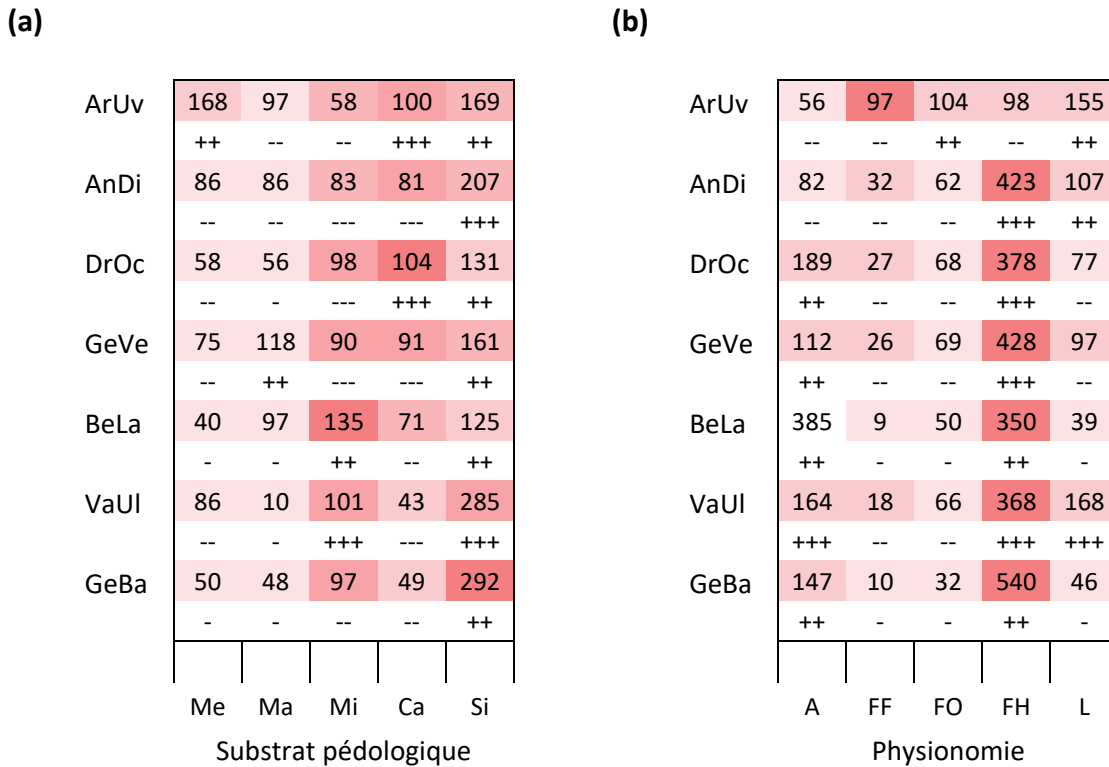 (a)
ArUv 168 97 58 100 169
++ -- -- +++ ++
AnDi 86 86 83 81 207
-- -- --- --- +++
DrOc 58 56 98 104 131
-- - --- +++ ++
GeVe 75 118 90 91 161
-- ++ --- --- ++
BeLa 40 97 135 71 125
- - ++ -- ++
VaUl 86 10 101 43 285
-- - +++ --- +++
GeBa 50 48 97 49 292
- - -- -- ++
Me Ma Mi Ca Si
Substrat pédologique
(b)
ArUv 56 97 104 98 155
-- -- ++ -- ++
AnDi 82 32 62 423 107
-- -- -- +++ ++
DrOc 189 27 68 378 77
++ -- -- +++ --
GeVe 112 26 69 428 97
++ -- -- +++ --
BeLa 385 9 50 350 39
++ - - ++ -
VaUl 164 18 66 368 168
+++ -- -- +++ +++
GeBa 147 10 32 540 46
++ - - ++ -
A FF FO FH L
Physionomie